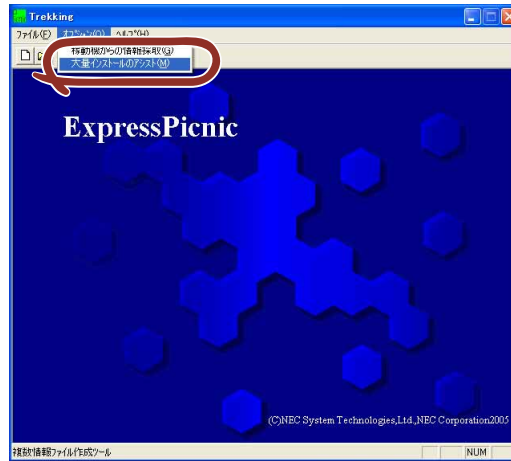 Trekking
ファイル(F) オプション(O) ヘルプ(H)
稼動機からの情報採取(G)
大量インストールのアシスト(M)
ExpressPicnic
(C)NEC System Technologies,Ltd.,NEC Corporation2005
複数情報ファイル作成ツール
NUM